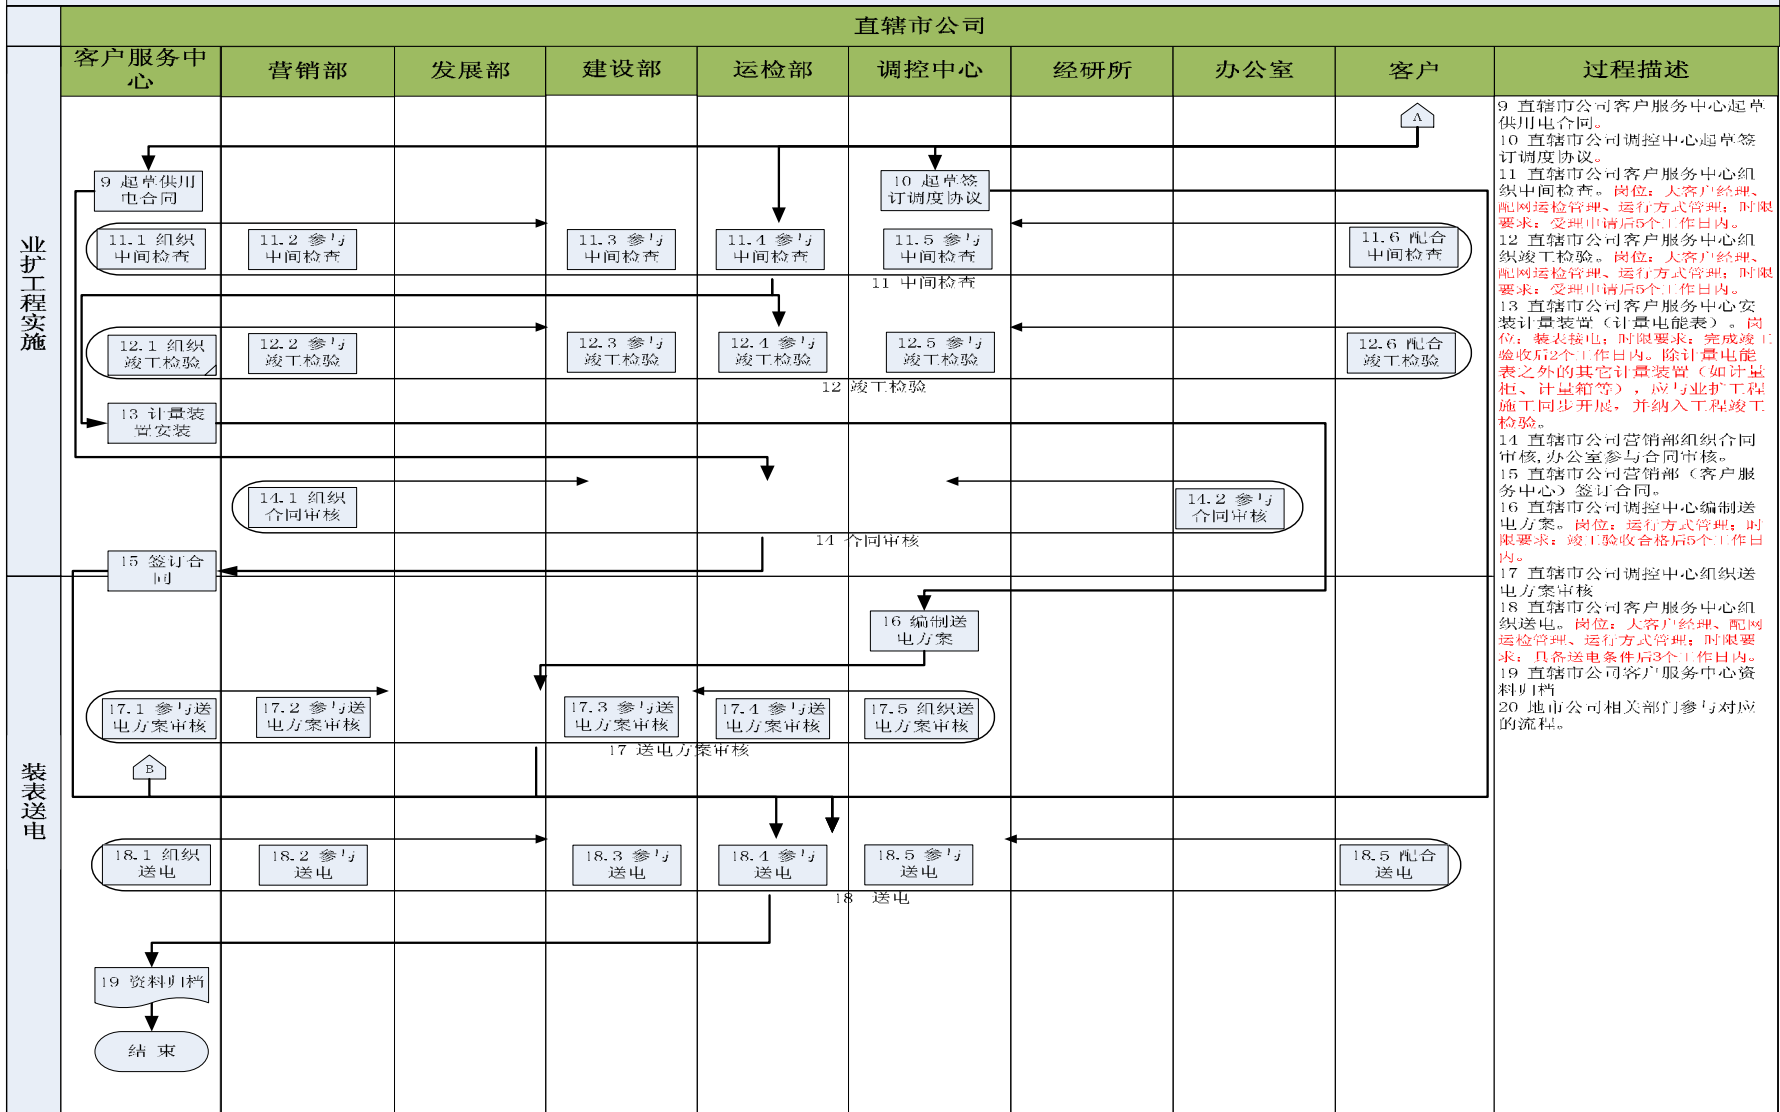 直辖市公司
客户服务中
心
营销部
发展部
建设部
运检部
调控中心
经研所
办公室
客户
过程描述
业扩工程实施
装表送电
A
9 起草供用
电合同
10 起草签
订调度协议
11.1 组织
中间检查
11.2 参与
中间检查
11.3 参与
中间检查
11.4 参与
中间检查
11.5 参与
中间检查
11.6 配合
中间检查
11 中间检查
12.1 组织
竣工检验
12.2 参与
竣工检验
12.3 参与
竣工检验
12.4 参与
竣工检验
12.5 参与
竣工检验
12.6 配合
竣工检验
12 竣工检验
13 计量装
置安装
14.1 组织
合同审核
14.2 参与
合同审核
14 合同审核
15 签订合
同
16 编制送
电方案
17.1 参与送
电方案审核
17.2 参与送
电方案审核
17.3 参与送
电方案审核
17.4 参与送
电方案审核
17.5 组织送
电方案审核
17 送电方案审核
B
18.1 组织
送电
18.2 参与
送电
18.3 参与
送电
18.4 参与
送电
18.5 参与
送电
18.5 配合
送电
18 送电
19 资料归档
结 束
9 直辖市公司客户服务中心起草
供用电合同。
10 直辖市公司调控中心起草签
订调度协议。
11 直辖市公司客户服务中心组
织中间检查。岗位：大客户经理、
配网运检管理、运行方式管理；时限
要求：受理申请后5个工作日内。
12 直辖市公司客户服务中心组
织竣工检验。岗位：大客户经理、
配网运检管理、运行方式管理；时限
要求：受理申请后5个工作日内。
13 直辖市公司客户服务中心安
装计量装置（计量电能表）。岗
位：装表接电；时限要求：完成竣工
验收后2个工作日内。除计量电能
表之外的其它计量装置（如计量
柜、计量箱等），应与业扩工程
施工同步开展，并纳入工程竣工
检验。
14 直辖市公司营销部组织合同
审核,办公室参与合同审核。
15 直辖市公司营销部（客户服
务中心）签订合同。
16 直辖市公司调控中心编制送
电方案。岗位：运行方式管理；时
限要求：竣工验收合格后5个工作日
内。
17 直辖市公司调控中心组织送
电方案审核
18 直辖市公司客户服务中心组
织送电。岗位：大客户经理、配网
运检管理、运行方式管理；时限要
求：具备送电条件后3个工作日内。
19 直辖市公司客户服务中心资
料归档
20 地市公司相关部门参与对应
的流程。